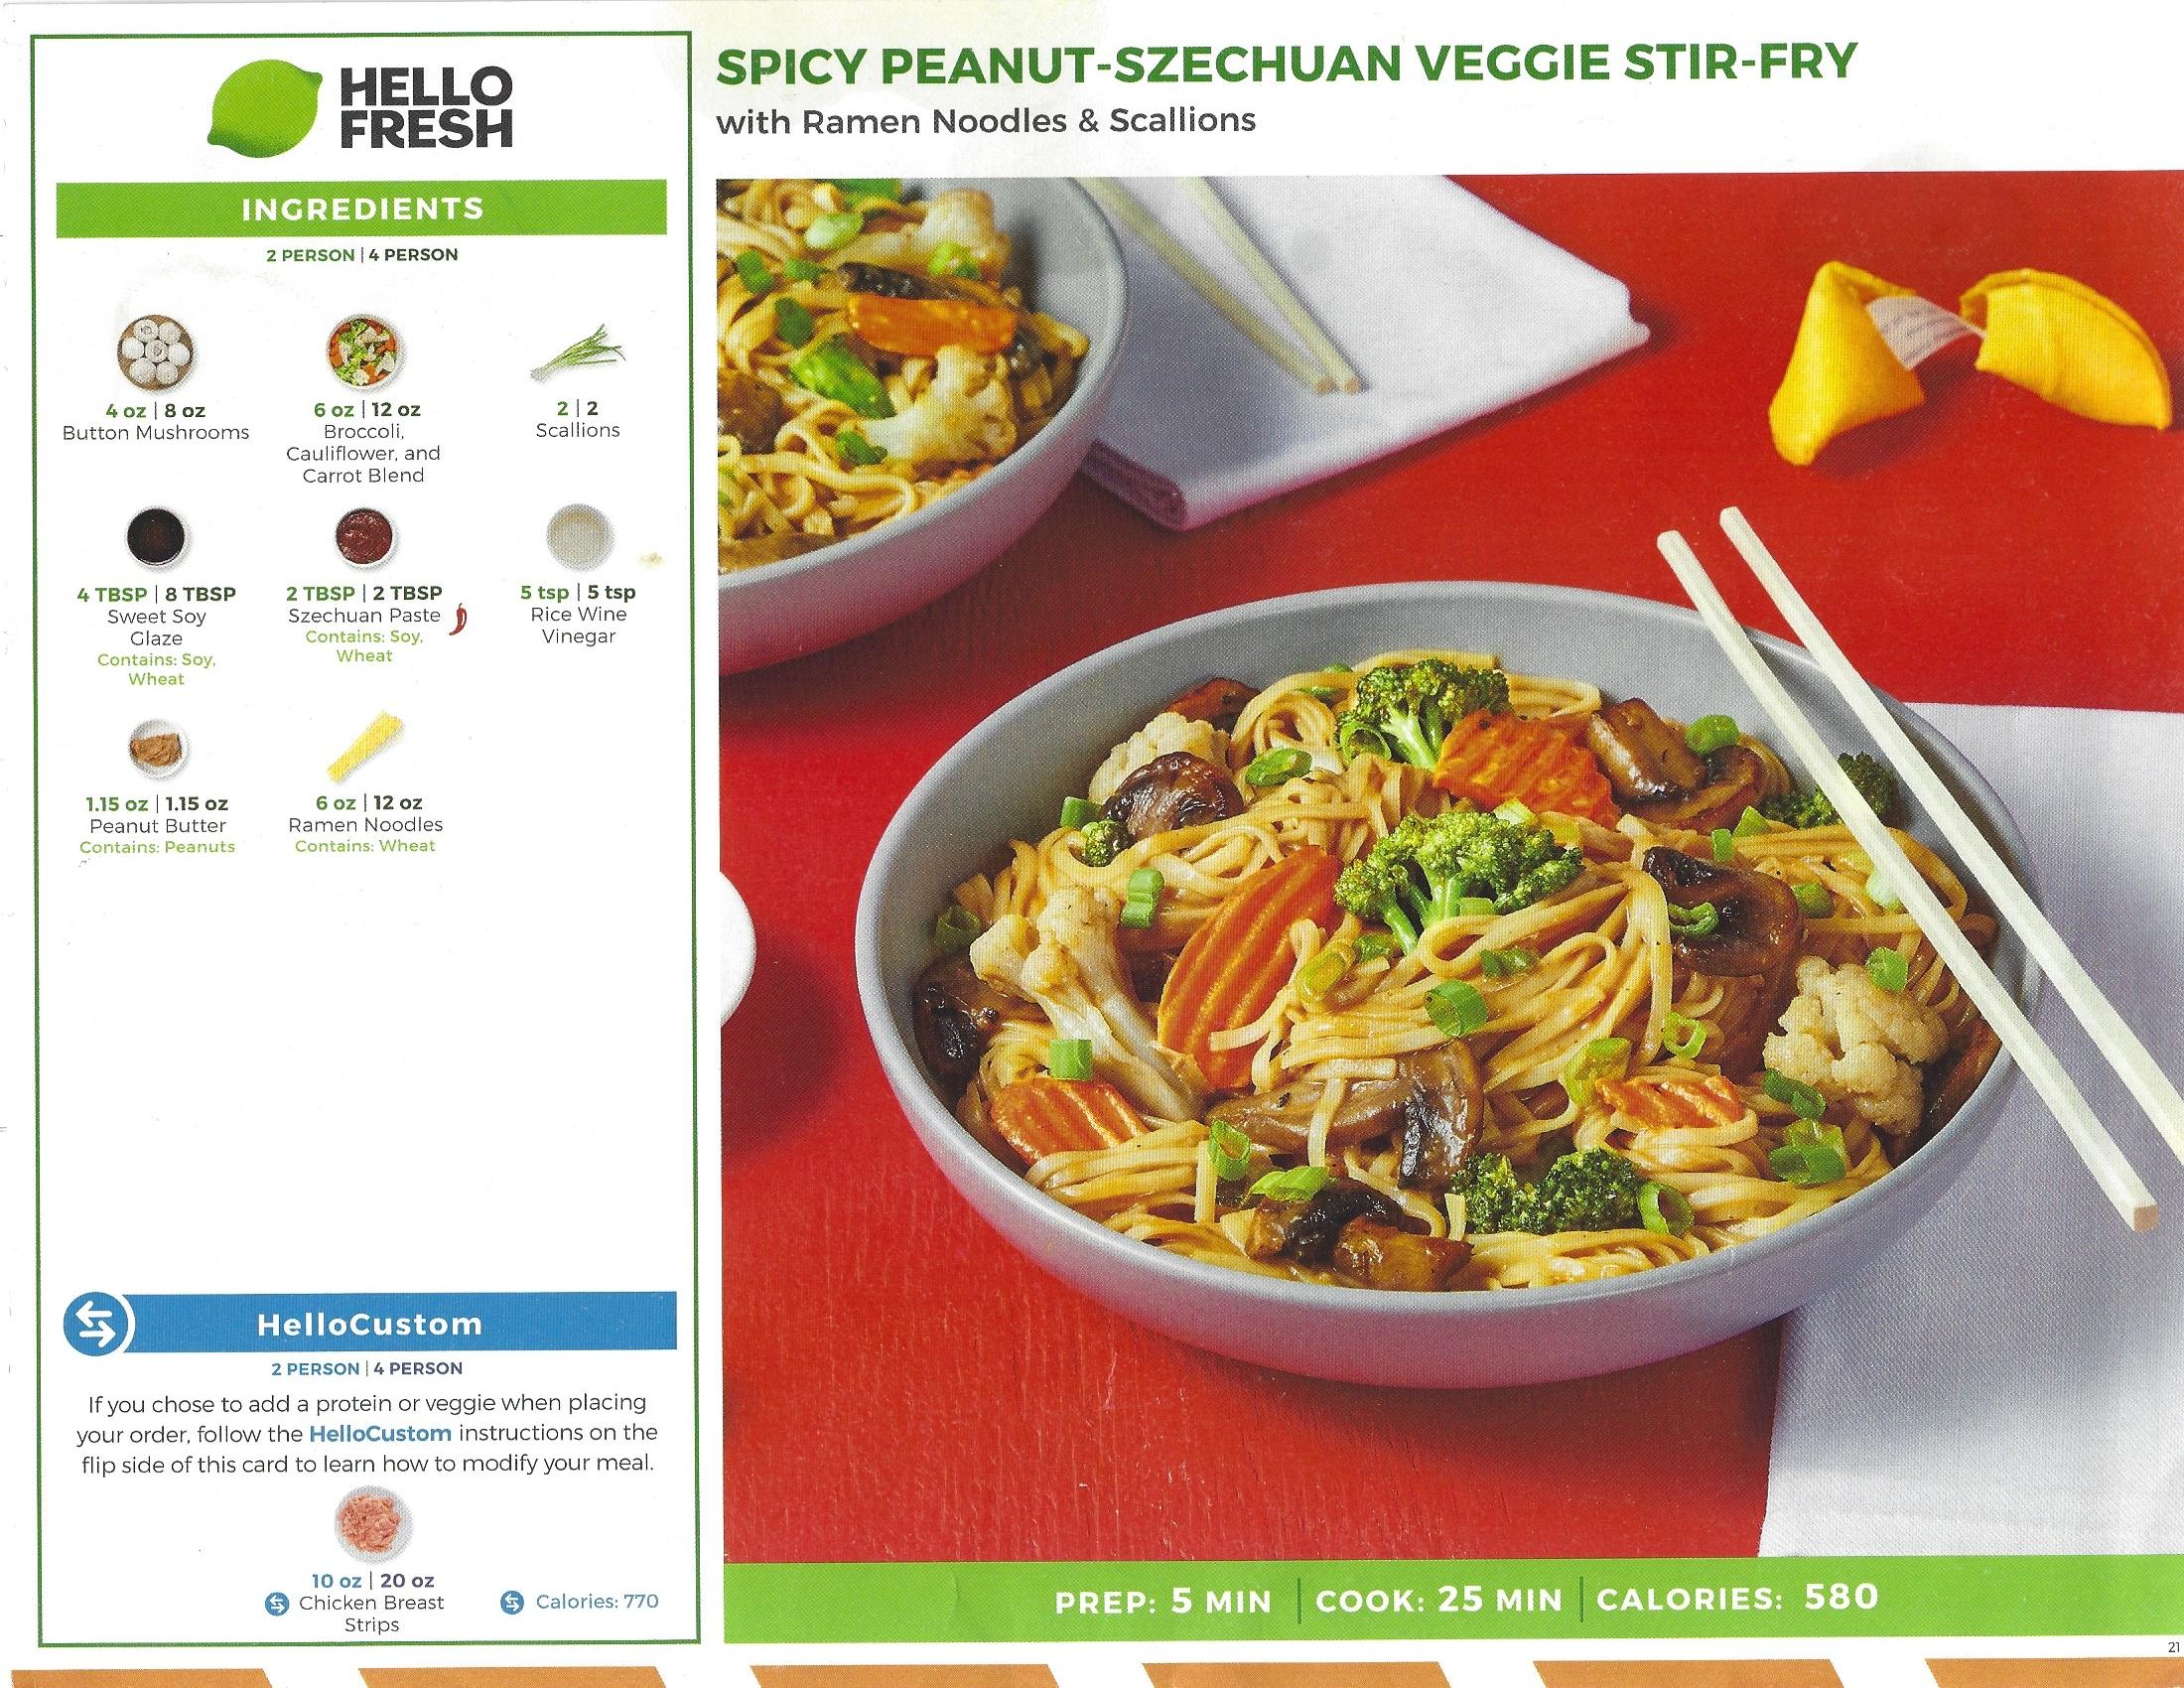 HELLO
FRESH
INGREDIENTS
2 PERSON | 4 PERSON
4 oz | 8 oz
Button Mushrooms
6 oz | 12 oz
Broccoli,
Cauliflower, and
Carrot Blend
2 | 2
Scallions
4 TBSP | 8 TBSP
Sweet Soy
Glaze
Contains: Soy,
Wheat
2 TBSP | 2 TBSP
Szechuan Paste
Contains: Soy,
Wheat
5 tsp | 5 tsp
Rice Wine
Vinegar
1.15 oz | 1.15 oz
Peanut Butter
Contains: Peanuts
6 oz | 12 oz
Ramen Noodles
Contains: Wheat
HelloCustom
2 PERSON | 4 PERSON
If you chose to add a protein or veggie when placing
your order, follow the HelloCustom instructions on the
flip side of this card to learn how to modify your meal.
10 oz | 20 oz
Chicken Breast
Strips
Calories: 770
SPICY PEANUT-SZECHUAN VEGGIE STIR-FRY
with Ramen Noodles & Scallions
PREP: 5 MIN | COOK: 25 MIN | CALORIES: 580
21